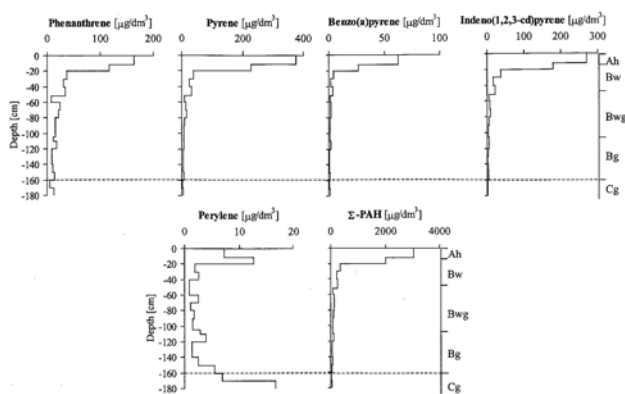 Phenanthrene [µg/dm³] Pyrene [µg/dm³] Benzo(a)pyrene [µg/dm³] Indeno(1,2,3-cd)pyrene [µg/dm³]
0 100 200 0 200 400 0 50 100 0 100 200 300
Depth [cm]
0
-20
-40
-60
-80
-100
-120
-140
-160
-180
Ah
Bw
Bwg
Bg
Cg
Perylene [µg/dm³] Σ-PAH [µg/dm³]
0 10 20 0 2000 4000
Depth [cm]
0
-20
-40
-60
-80
-100
-120
-140
-160
-180
Ah
Bw
Bwg
Bg
Cg